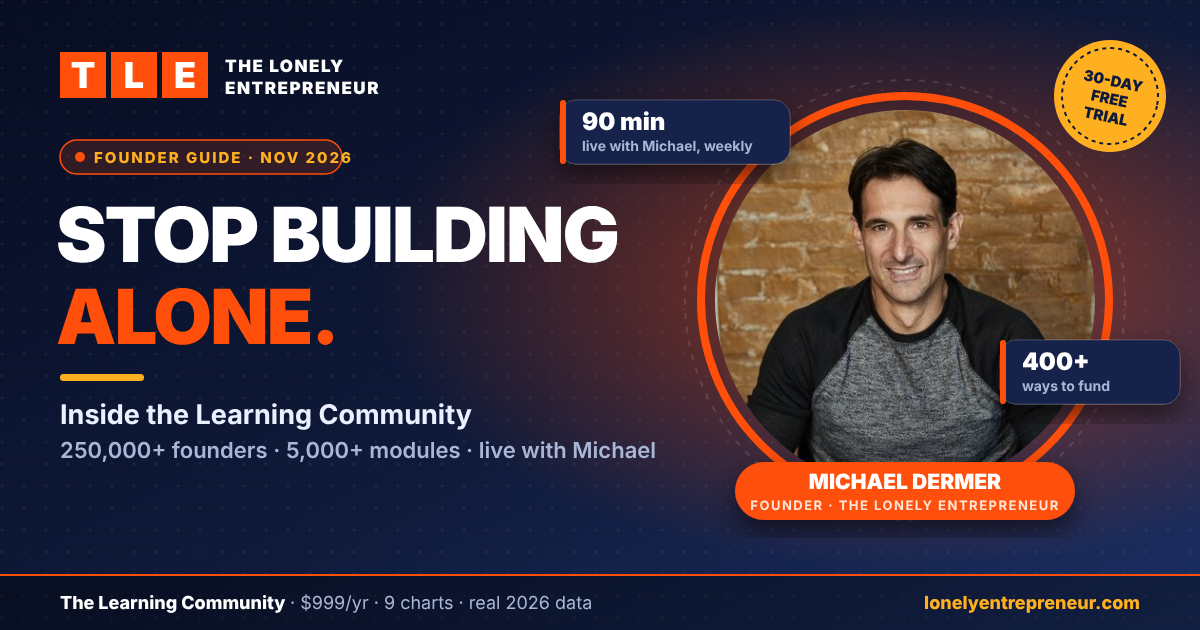 TLE
THE LONELY
ENTREPRENEUR
FOUNDER GUIDE · NOV 2026
STOP BUILDING
ALONE.
Inside the Learning Community
250,000+ founders · 5,000+ modules · live with Michael
90 min
live with Michael, weekly
30-DAY
FREE
TRIAL
400+
ways to fund
MICHAEL DERMER
FOUNDER · THE LONELY ENTREPRENEUR
The Learning Community · $999/yr · 9 charts · real 2026 data
lonelyentrepreneur.com